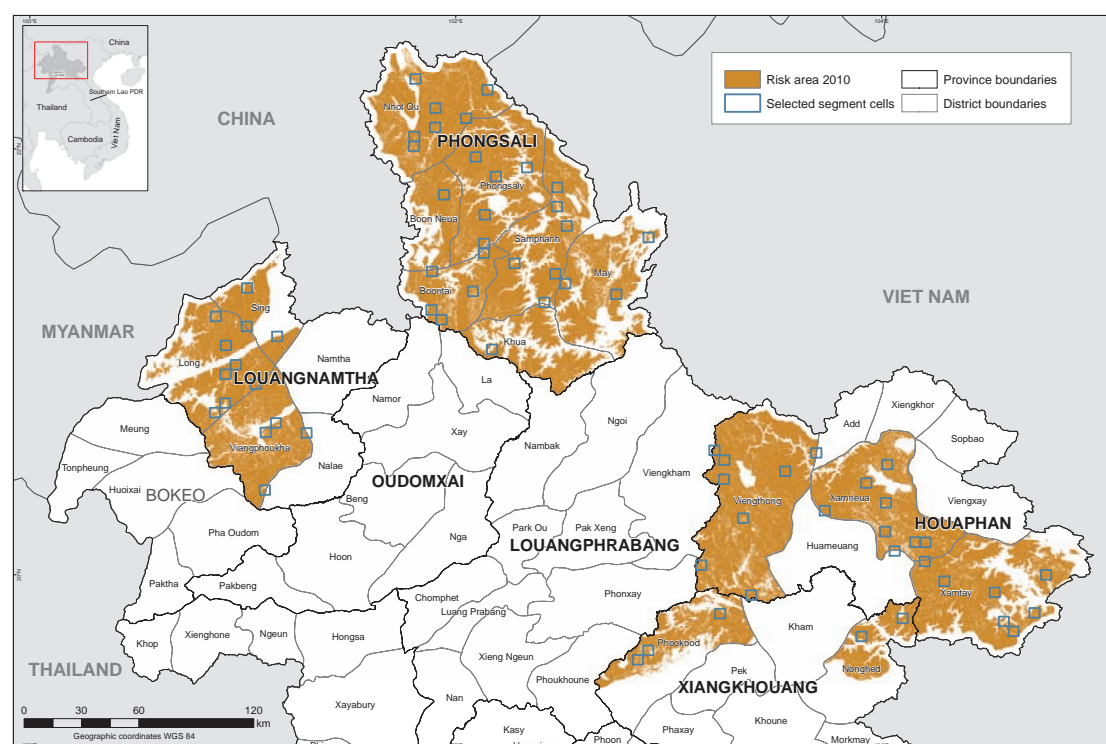 100°E
102°E
104°E
China
Southern Lao PDR
Thailand
Viet Nam
Cambodia
Risk area 2010
Province boundaries
Selected segment cells
District boundaries
CHINA
Nhot Ou
PHONGSALI
22°N
Phongsaly
Boon Neua
Samphanh
May
Boontai
VIET NAM
Sing
MYANMAR
Khua
Namtha
Long
LOUANGNAMTHA
La
Namor
Xiengkhor
Add
Meung
Ngoi
Xay
Nambak
Sopbao
Viangphoukha
Tonpheung
Nalae
Viengkham
OUDOMXAI
Huoixai
BOKEO
Beng
Viengthong
Xamneua
Viengxay
HOUAPHAN
Park Ou
Pak Xeng
Pha Oudom
Nga
LOUANGPHRABANG
Huameuang
Hoon
20°N
Paktha
Pakbeng
Chomphet
Phonxay
Xamtay
Luang Prabang
Kham
Khop
Xienghone
Ngeun
Hongsa
Phookood
Xieng Ngeun
THAILAND
Pek
Nonghed
Phoukhoune
XIANGKHOUANG
Nan
Xayabury
0 30 60 120
km
Khoune
Geographic coordinates WGS 84
Kasy
Phaxay
Phoon
Morkmay